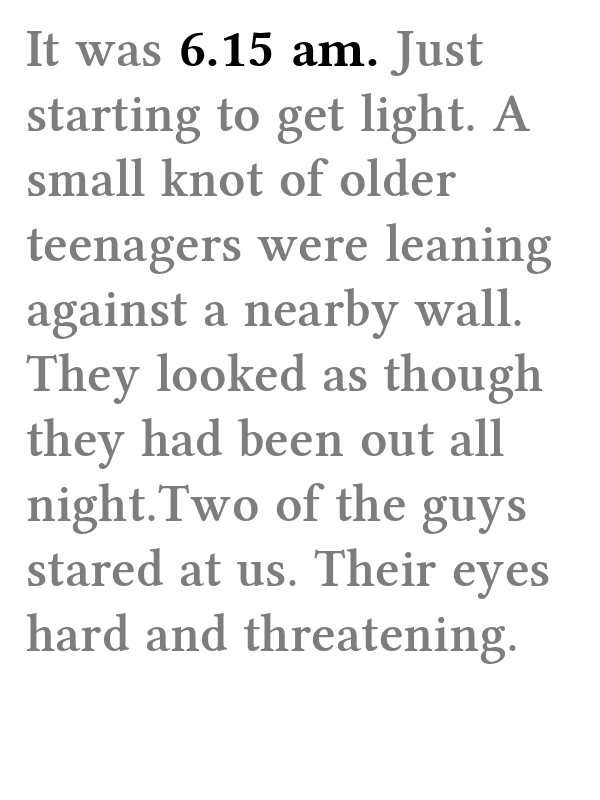 It was 6.15 am. Just
starting to get light. A
small knot of older
teenagers were leaning
against a nearby wall.
They looked as though
they had been out all
night.Two of the guys
stared at us. Their eyes
hard and threatening.